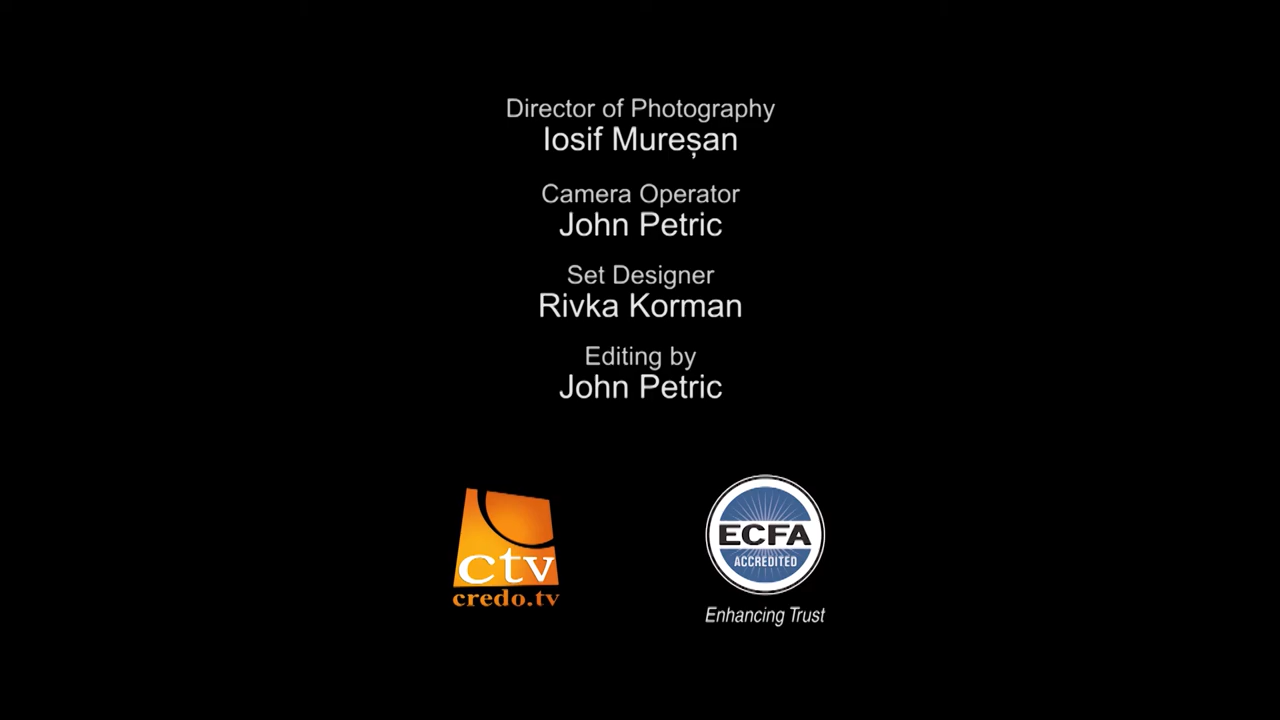 Director of Photography
Iosif Mureșan
Camera Operator
John Petric
Set Designer
Rivka Korman
Editing by
John Petric
ctv
credo.tv
ECFA
ACCREDITED
Enhancing Trust